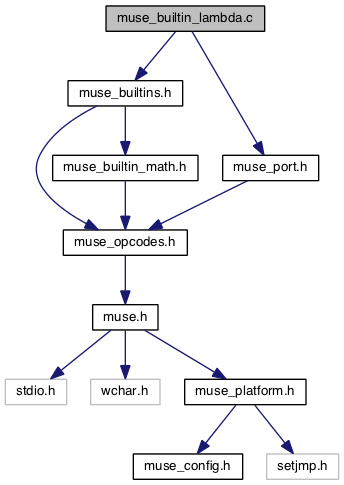 muse_builtin_lambda.c
muse_builtins.h
muse_builtin_math.h
muse_port.h
muse_opcodes.h
muse.h
stdio.h
wchar.h
muse_platform.h
muse_config.h
setjmp.h